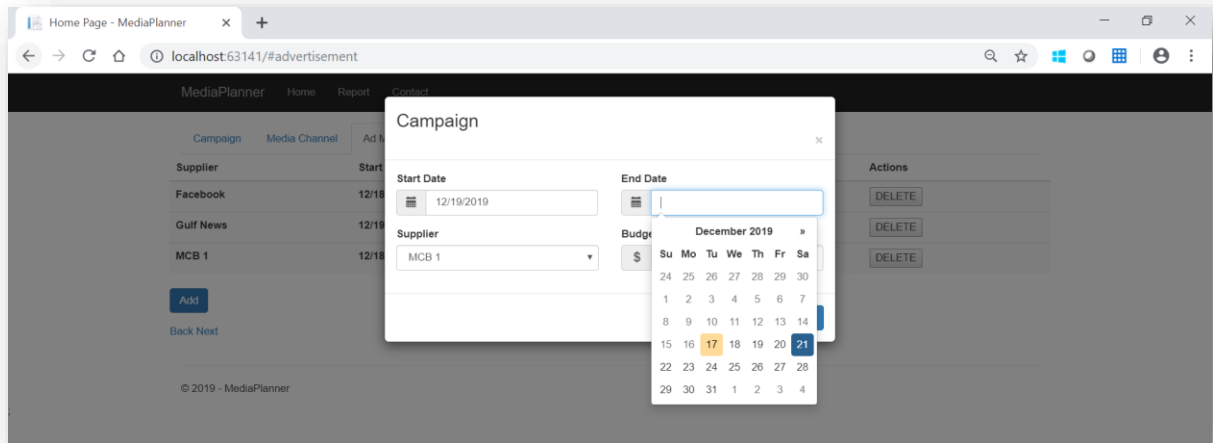 Home Page - MediaPlanner
localhost:63141/#advertisement
MediaPlanner Home Report Contact
Campaign Media Channel Ad M
Supplier Start Actions
Facebook 12/18 DELETE
Gulf News 12/19 DELETE
MCB 1 12/18 DELETE
Add
Back Next
© 2019 - MediaPlanner
Campaign
×
Start Date End Date
12/19/2019
Supplier Budge
MCB 1 $
December 2019 »
Su Mo Tu We Th Fr Sa
24 25 26 27 28 29 30
1 2 3 4 5 6 7
8 9 10 11 12 13 14
15 16 17 18 19 20 21
22 23 24 25 26 27 28
29 30 31 1 2 3 4